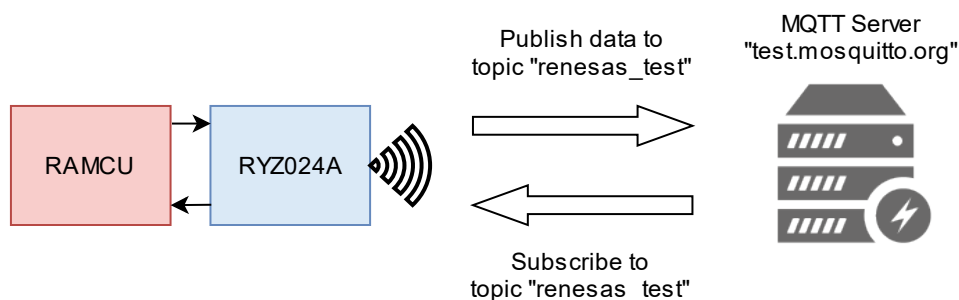 RAMCU
RYZ024A
Publish data to
topic "renesas_test"
Subscribe to
topic "renesas_test"
MQTT Server
"test.mosquitto.org"